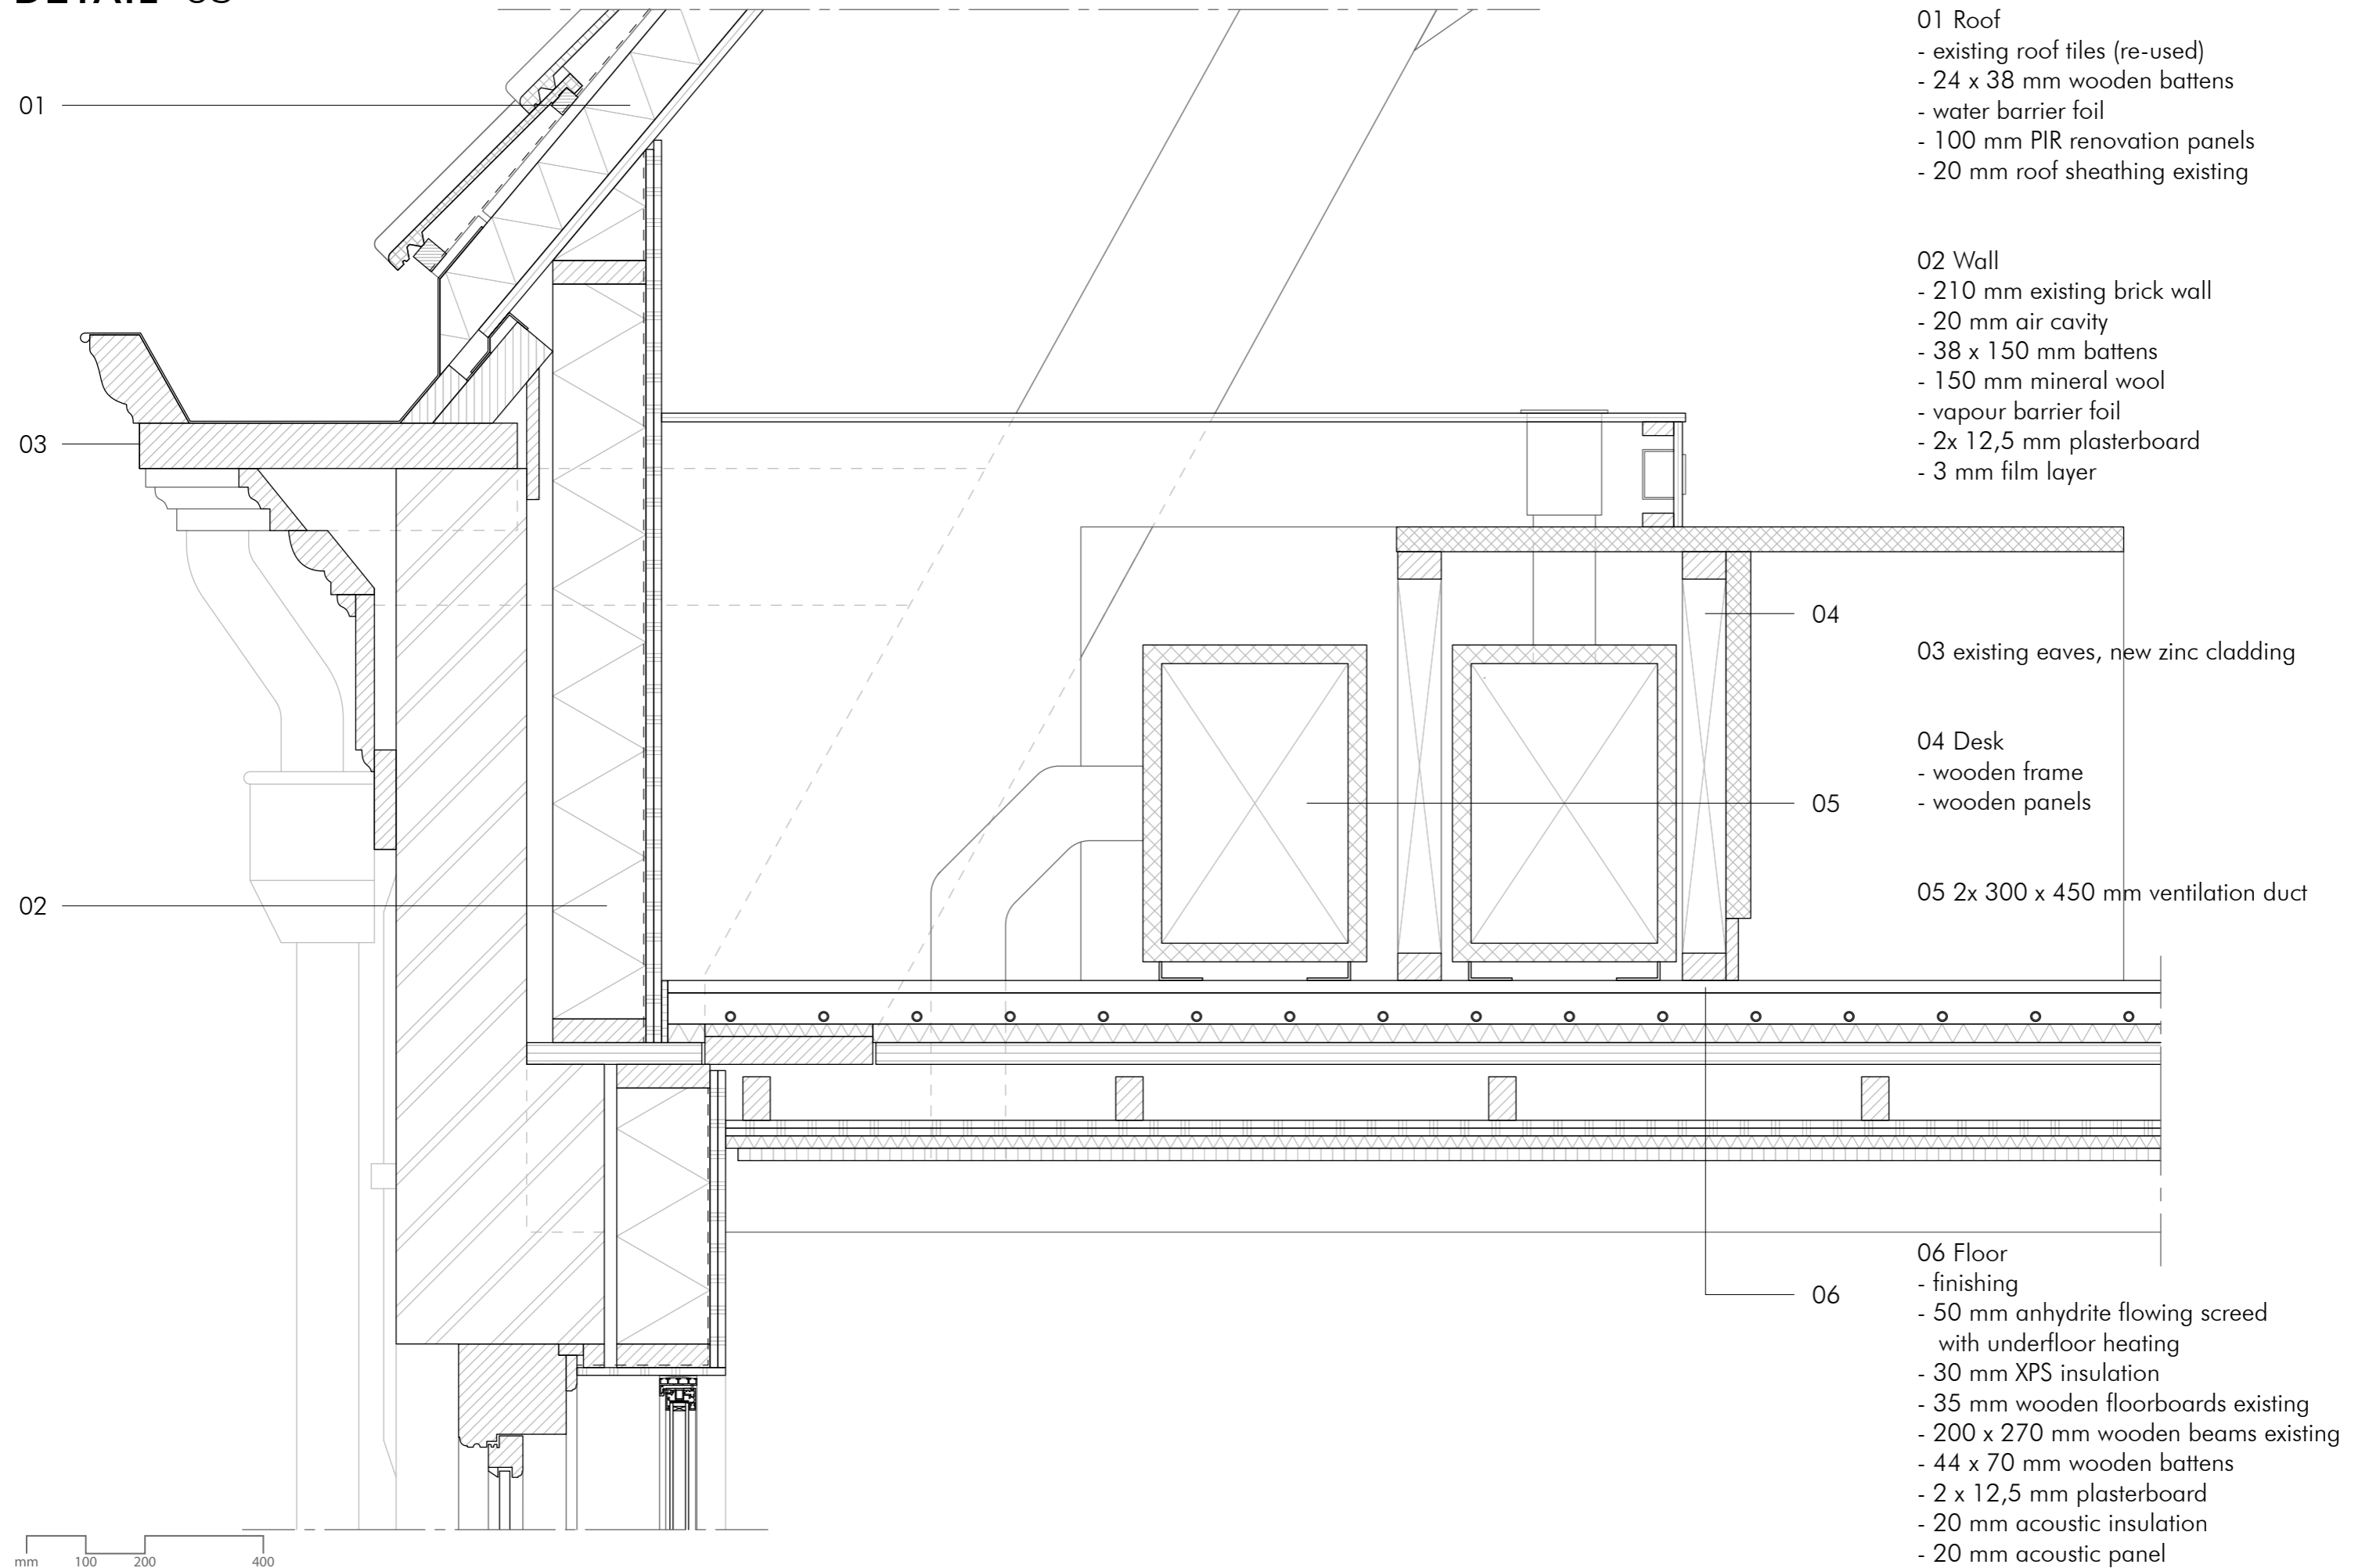 01 Roof
- existing roof tiles (re-used)
- 24 x 38 mm wooden battens
- water barrier foil
- 100 mm PIR renovation panels
- 20 mm roof sheathing existing
02 Wall
- 210 mm existing brick wall
- 20 mm air cavity
- 38 x 150 mm battens
- 150 mm mineral wool
- vapour barrier foil
- 2x 12,5 mm plasterboard
- 3 mm film layer
03 existing eaves, new zinc cladding
04 Desk
- wooden frame
- wooden panels
05 2x 300 x 450 mm ventilation duct
06 Floor
- finishing
- 50 mm anhydrite flowing screed
with underfloor heating
- 30 mm XPS insulation
- 35 mm wooden floorboards existing
- 200 x 270 mm wooden beams existing
- 44 x 70 mm wooden battens
- 2 x 12,5 mm plasterboard
- 20 mm acoustic insulation
- 20 mm acoustic panel
01
03
02
04
05
06
mm 100 200 400